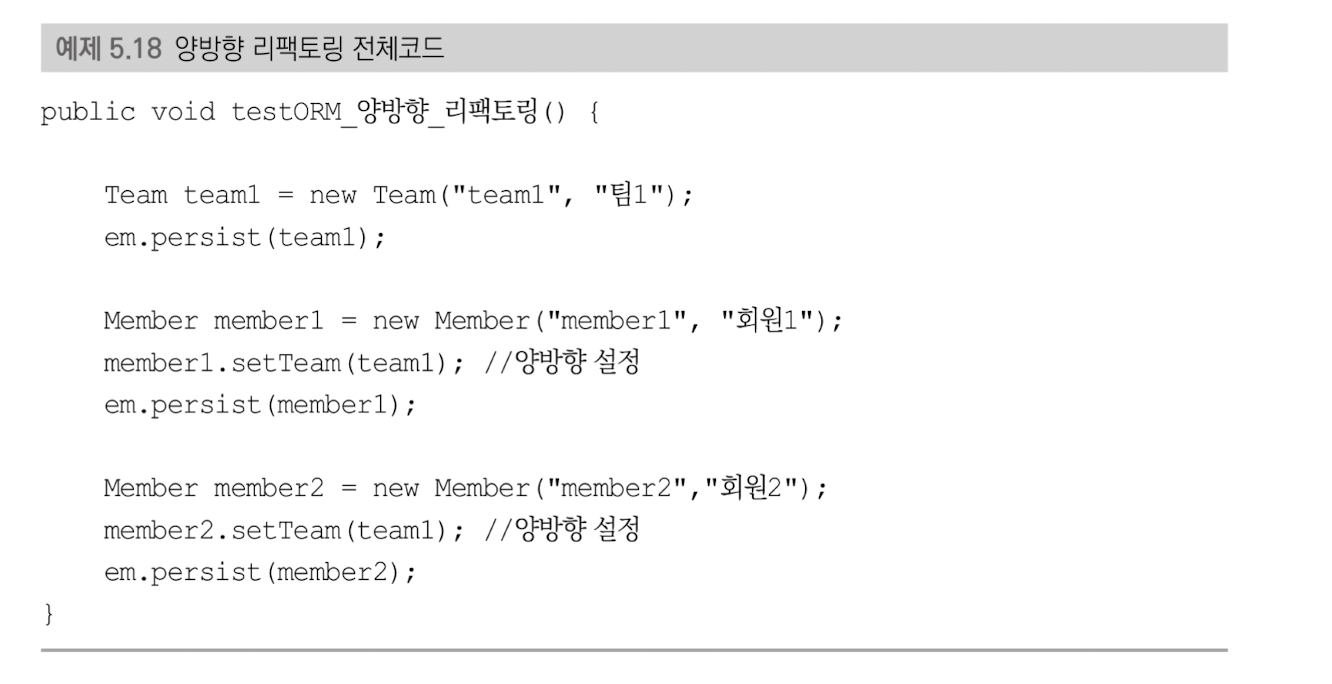 예제 5.18 양방향 리팩토링 전체코드
public void testORM_양방향_리팩토링() {
Team team1 = new Team("team1", "팀1");
em.persist(team1);
Member member1 = new Member("member1", "회원1");
member1.setTeam(team1); //양방향 설정
em.persist(member1);
Member member2 = new Member("member2","회원2");
member2.setTeam(team1); //양방향 설정
em.persist(member2);
}